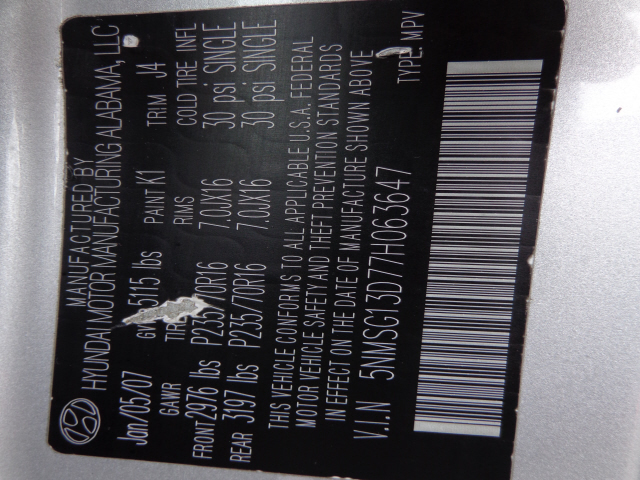 MANUFACTURED BY
HYUNDAI MOTOR MANUFACTURING ALABAMA, LLC
Jan/05/07 5115 lbs PAINT K1 TRIM J4
GAWR RIMS COLD TIRE INFL
FRONT 2976 lbs P235/70R16 7.0JX16 30 psi SINGLE
REAR 3197 lbs P235/70R16 7.0JX16 30 psi SINGLE
THIS VEHICLE CONFORMS TO ALL APPLICABLE U.S.A. FEDERAL
MOTOR VEHICLE SAFETY AND THEFT PREVENTION STANDARDS
IN EFFECT ON THE DATE OF MANUFACTURE SHOWN ABOVE
V.I.N 5NMSG13D77H063647 TYPE: MPV